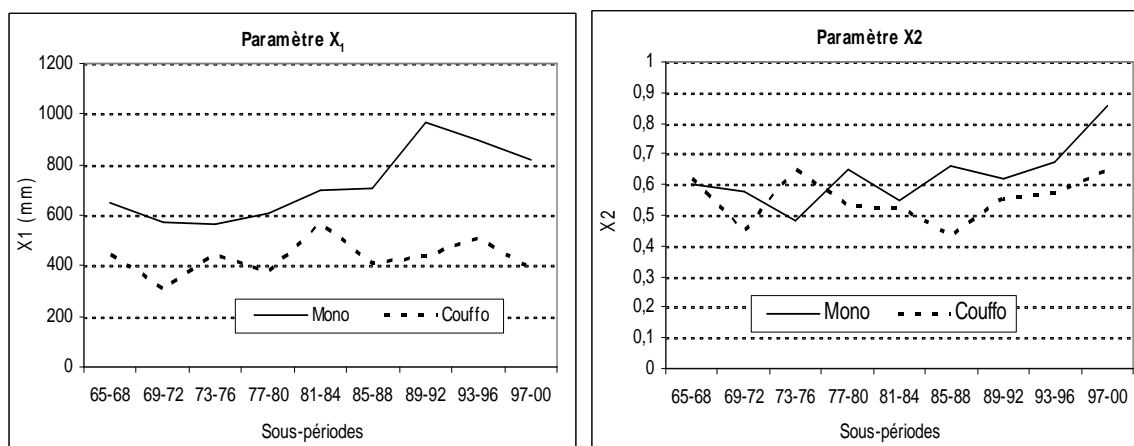 Paramètre X1
1200
1000
800
600
400
200
0
X1 (mm)
Mono Couffo
65-68 69-72 73-76 77-80 81-84 85-88 89-92 93-96 97-00
Sous-périodes
Paramètre X2
1
0,9
0,8
0,7
0,6
0,5
0,4
0,3
0,2
0,1
0
X2
Mono Couffo
65-68 69-72 73-76 77-80 81-84 85-88 89-92 93-96 97-00
Sous-périodes